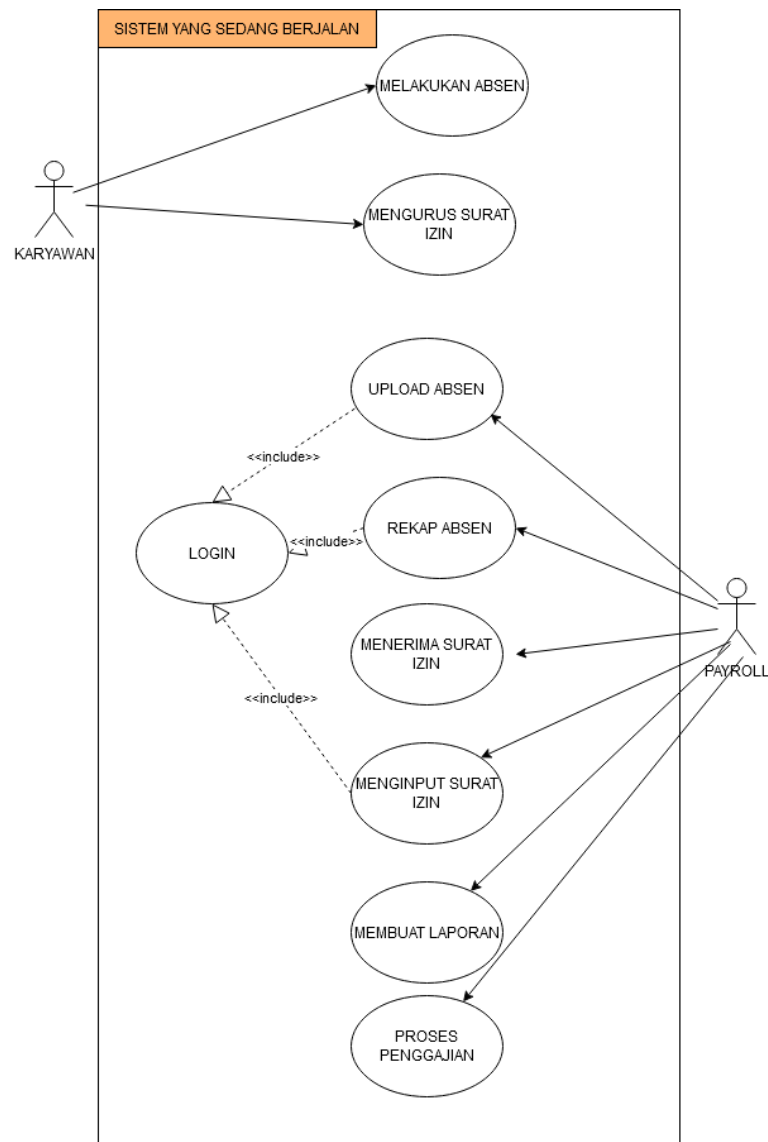 SISTEM YANG SEDANG BERJALAN
MELAKUKAN ABSEN
KARYAWAN
MENGURUS SURAT
IZIN
UPLOAD ABSEN
<<include>>
LOGIN
<<include>>
REKAP ABSEN
MENERIMA SURAT
IZIN
PAYROLL
<<include>>
MENGINPUT SURAT
IZIN
MEMBUAT LAPORAN
PROSES
PENGGAJIAN